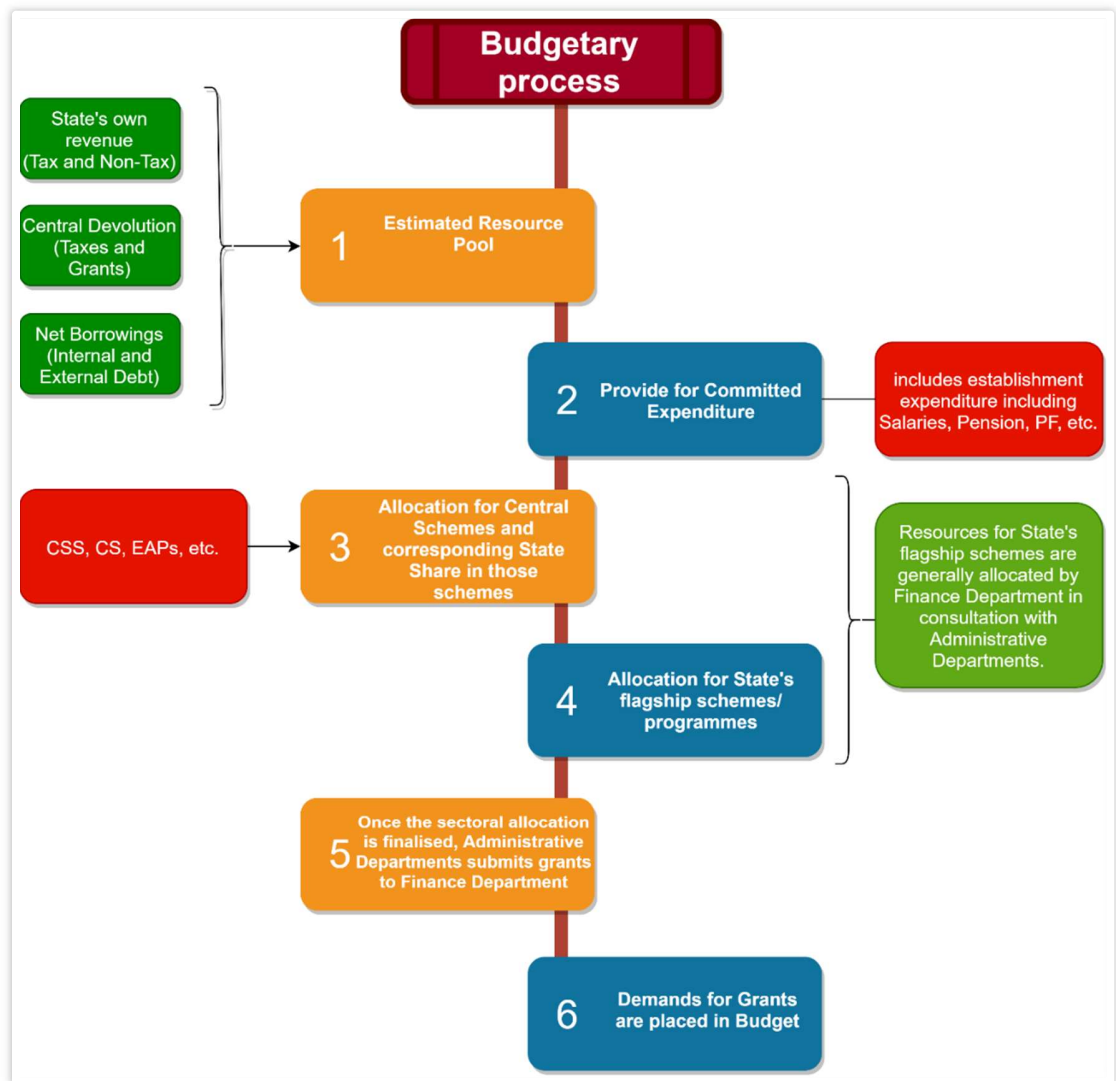 Budgetary
process
State's own
revenue
(Tax and Non-Tax)
Central Devolution
(Taxes and
Grants)
Net Borrowings
(Internal and
External Debt)
1
Estimated Resource
Pool
2
Provide for Committed
Expenditure
includes establishment
expenditure including
Salaries, Pension, PF, etc.
CSS, CS, EAPs, etc.
3
Allocation for Central
Schemes and
corresponding State
Share in those
schemes
Resources for State's
flagship schemes are
generally allocated by
Finance Department in
consultation with
Administrative
Departments.
4
Allocation for State's
flagship schemes/
programmes
5
Once the sectoral allocation
is finalised, Administrative
Departments submits grants
to Finance Department
6
Demands for Grants
are placed in Budget